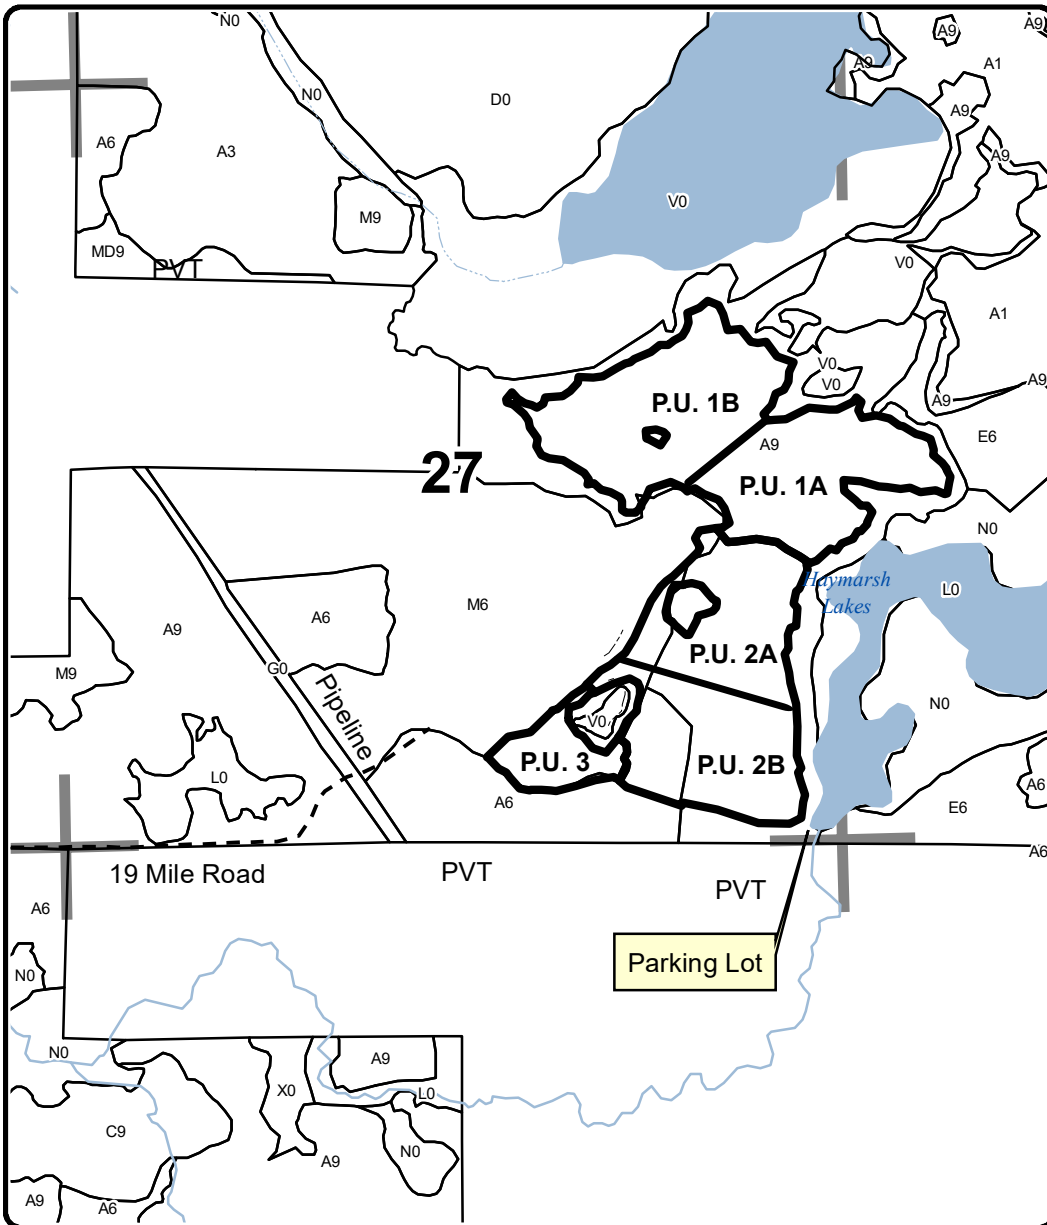 N0
A9
A9
A1
N0
D0
A9
A9
A6
A3
A9
M9
V0
MD9
PVT
V0
A1
V0
V0
A9
A9
P.U. 1B
A9
E6
27
P.U. 1A
N0
Haymarsh
Lakes
L0
M6
A6
A9
P.U. 2A
G0
M9
Pipeline
N0
V0
P.U. 3
P.U. 2B
L0
A6
A6
E6
A6
19 Mile Road
PVT
PVT
A6
Parking Lot
N0
N0
A9
X0
L0
C9
N0
A9
A9
A6